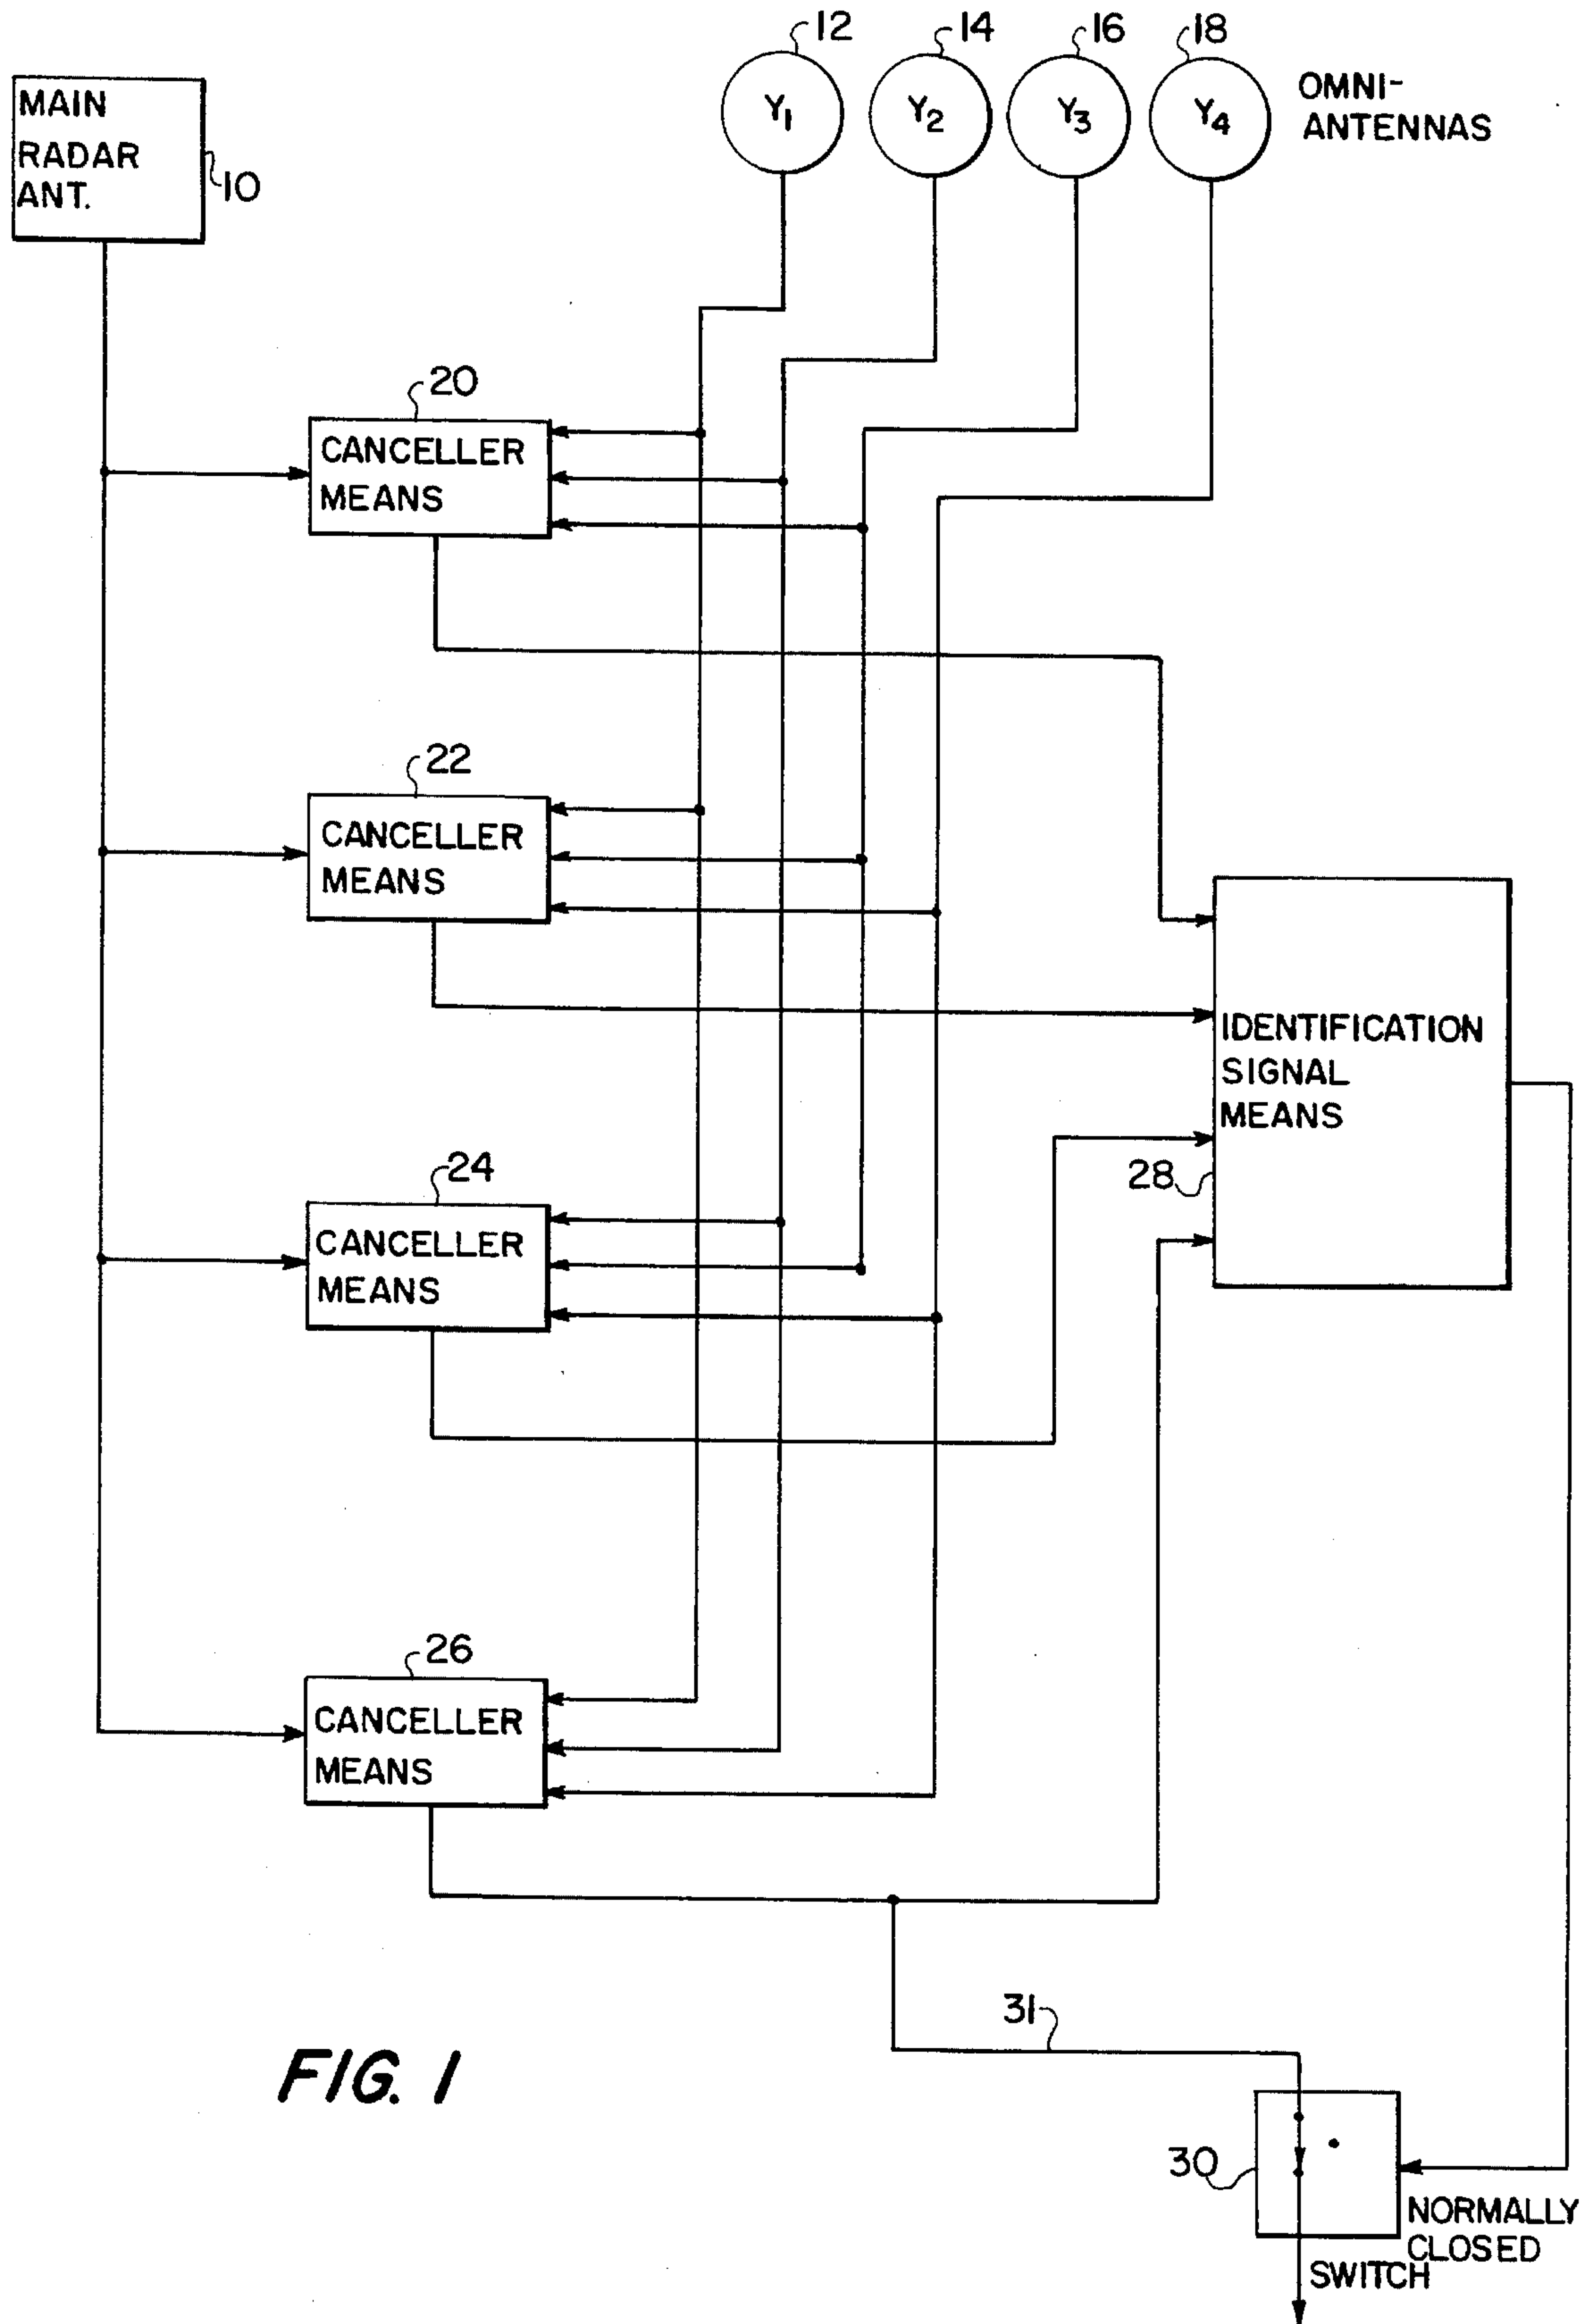 12
14
16
18
Y1
Y2
Y3
Y4
OMNI-
ANTENNAS
MAIN
RADAR
ANT.
10
20
CANCELLER
MEANS
22
CANCELLER
MEANS
IDENTIFICATION
SIGNAL
MEANS
28
24
CANCELLER
MEANS
26
CANCELLER
MEANS
31
FIG. 1
30
NORMALLY
CLOSED
SWITCH